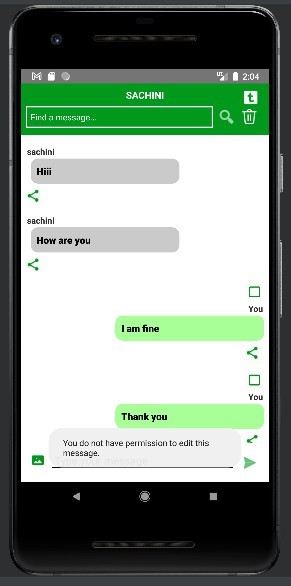 2:04
SACHINI
t
Find a message...
sachini
Hiii
sachini
How are you
You
I am fine
You
Thank you
You do not have permission to edit this
message.